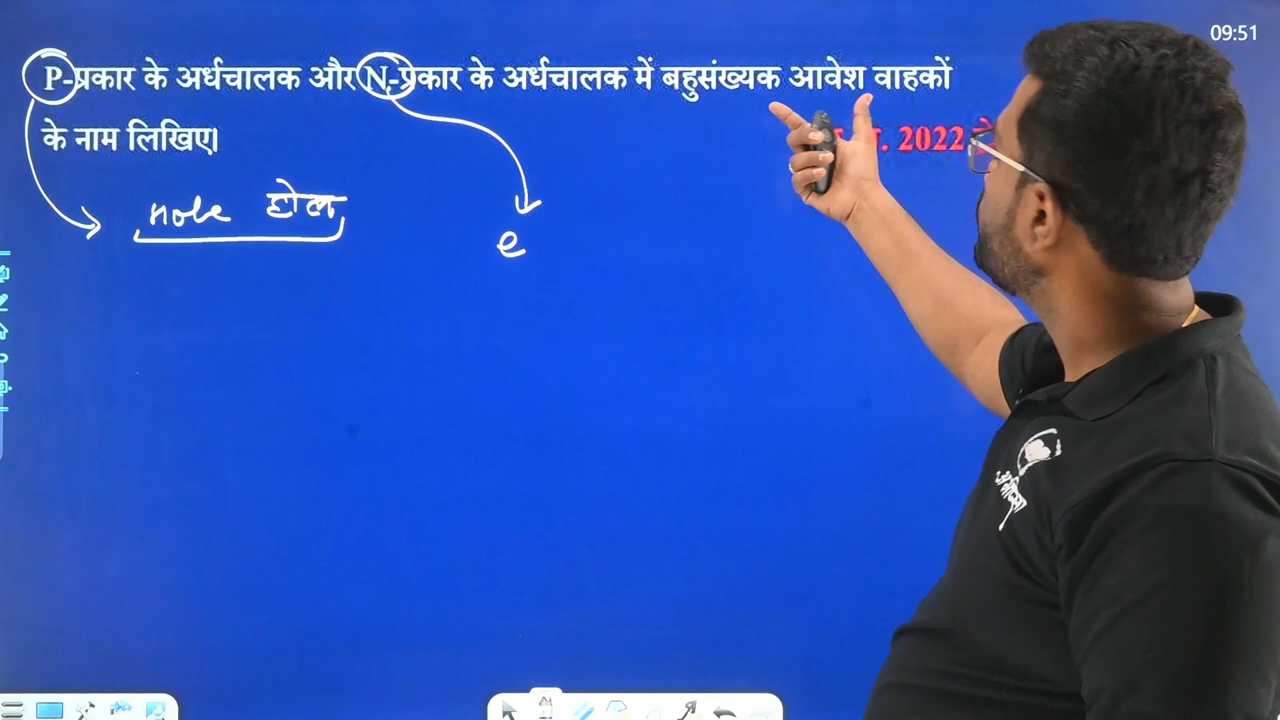 09:51
P-प्रकार के अर्धचालक और N-प्रकार के अर्धचालक में बहुसंख्यक आवेश वाहकों
के नाम लिखिए।
2022
hole होल
e